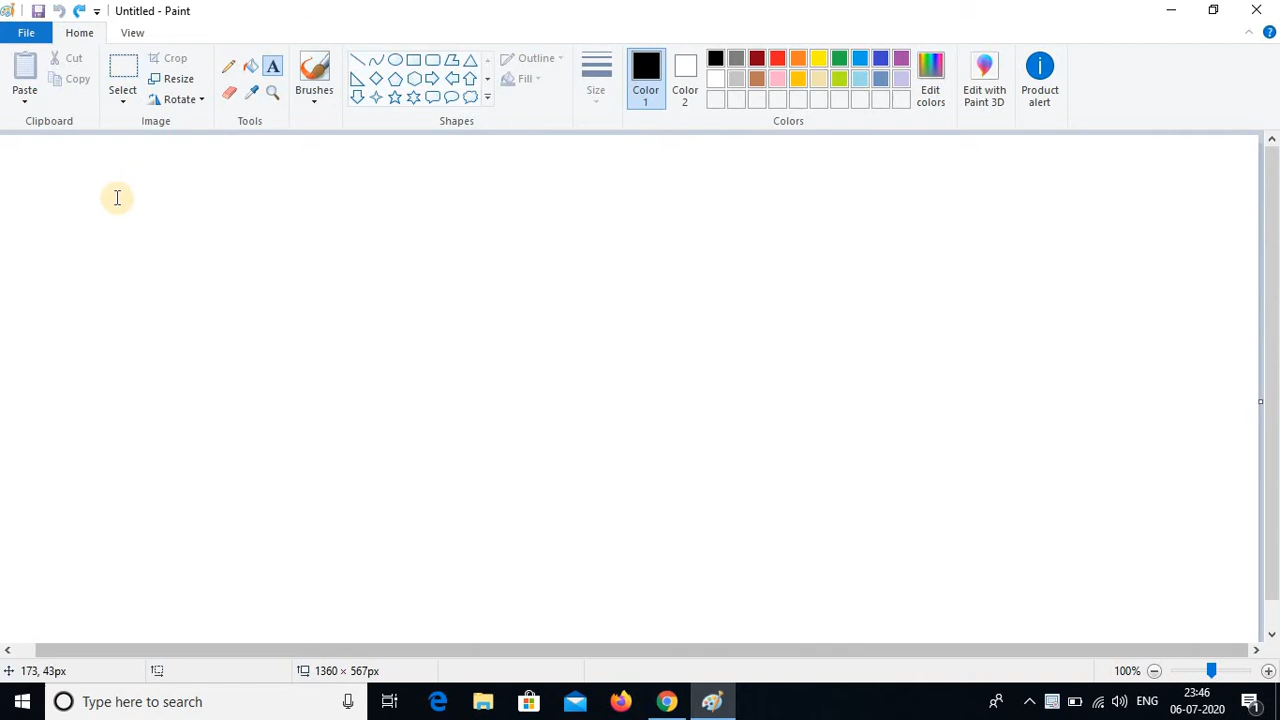 Untitled - Paint
File
Home
View
Paste
Cut
Copy
Clipboard
Select
Crop
Resize
Rotate
Image
A
Tools
Brushes
Outline
Fill
Shapes
Size
Color 1
Color 2
Edit colors
Colors
Edit with Paint 3D
Product alert
173, 43px
1360 × 567px
100%
Type here to search
ENG
23:46
06-07-2020
1